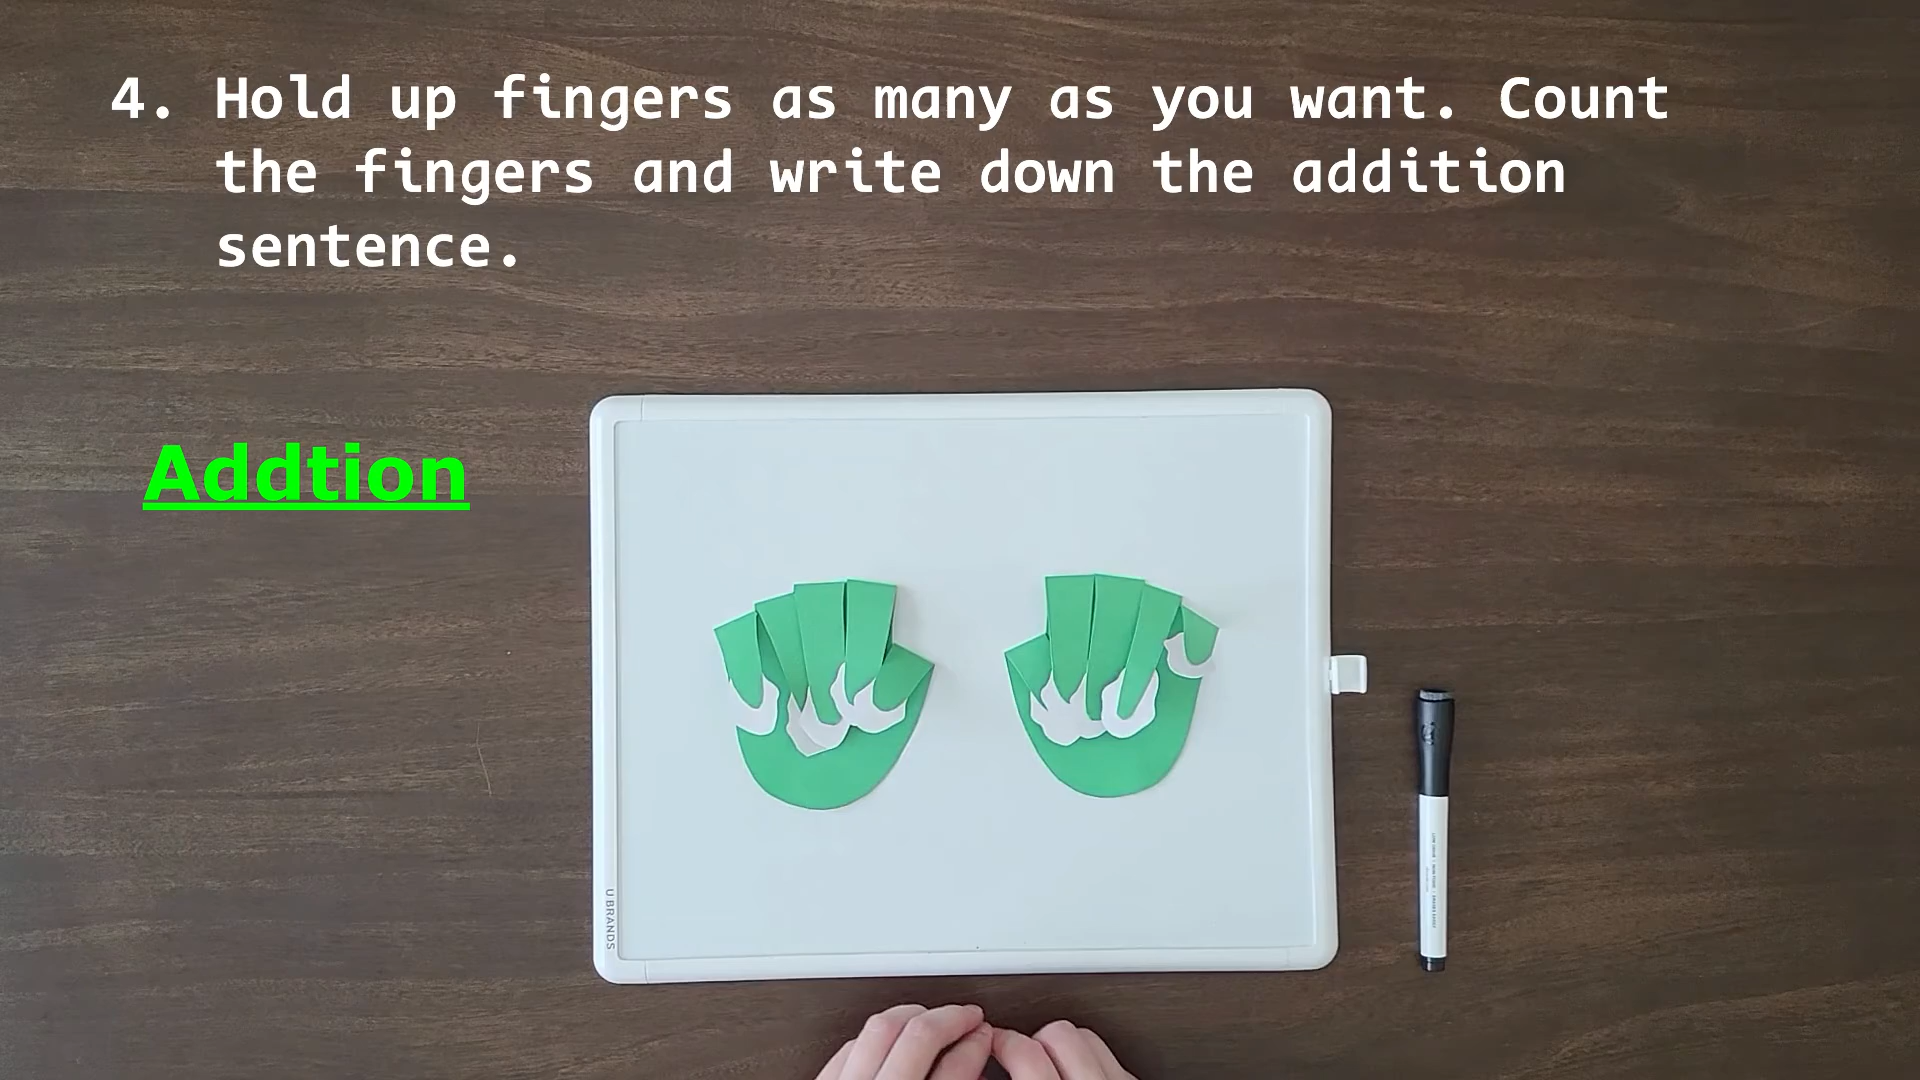 4. Hold up fingers as many as you want. Count
the fingers and write down the addition
sentence.
Addtion
U BRANDS